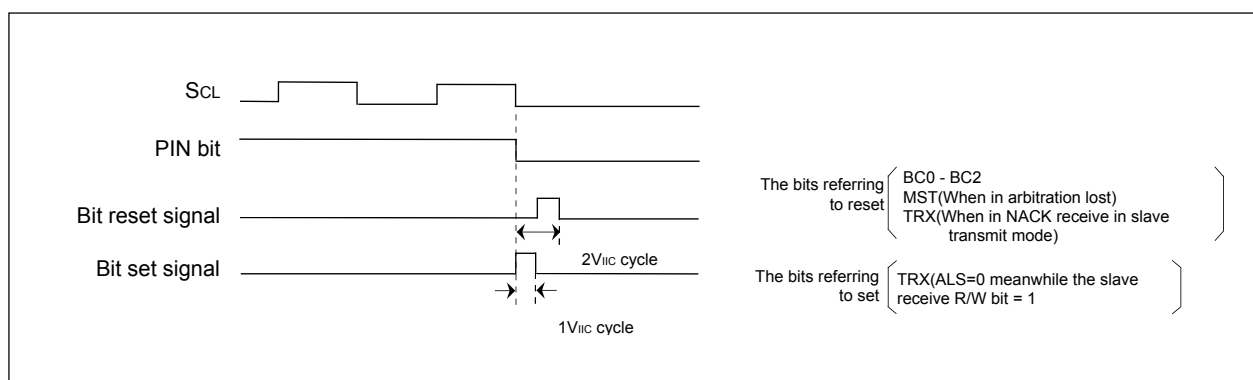 SCL
PIN bit
Bit reset signal
Bit set signal
2VIIC cycle
1VIIC cycle
The bits referring
to reset
BC0 - BC2
MST(When in arbitration lost)
TRX(When in NACK receive in slave
transmit mode)
The bits referring
to set
TRX(ALS=0 meanwhile the slave
receive R/W bit = 1